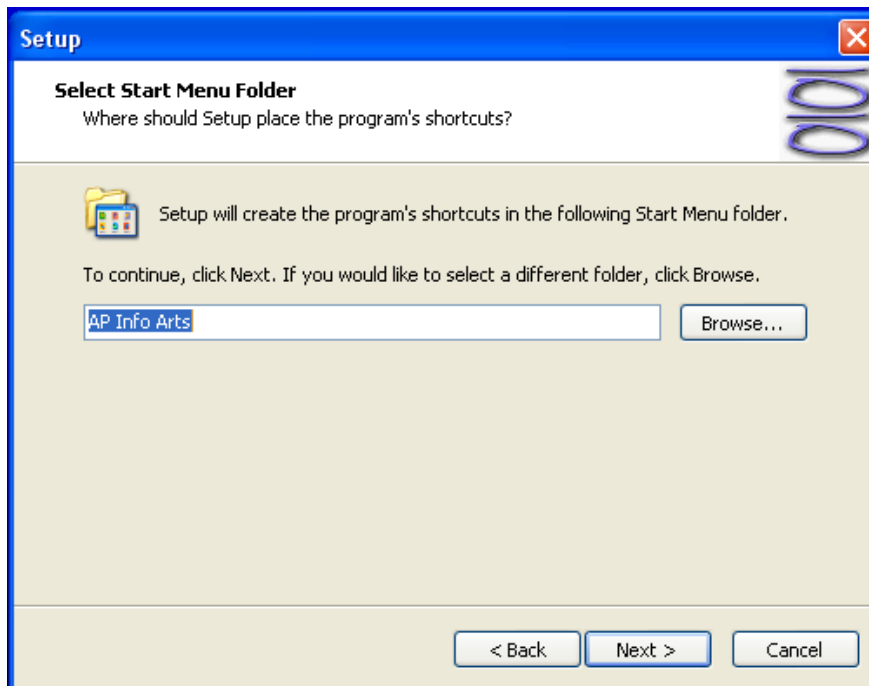 Setup
Select Start Menu Folder
Where should Setup place the program's shortcuts?
Setup will create the program's shortcuts in the following Start Menu folder.
To continue, click Next. If you would like to select a different folder, click Browse.
AP Info Arts
Browse...
< Back
Next >
Cancel